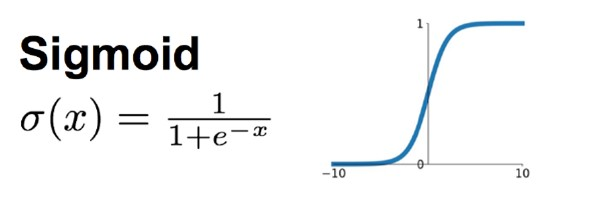 Sigmoid
σ(x) = 1/(1+e^{-x})
1
0
-10
10